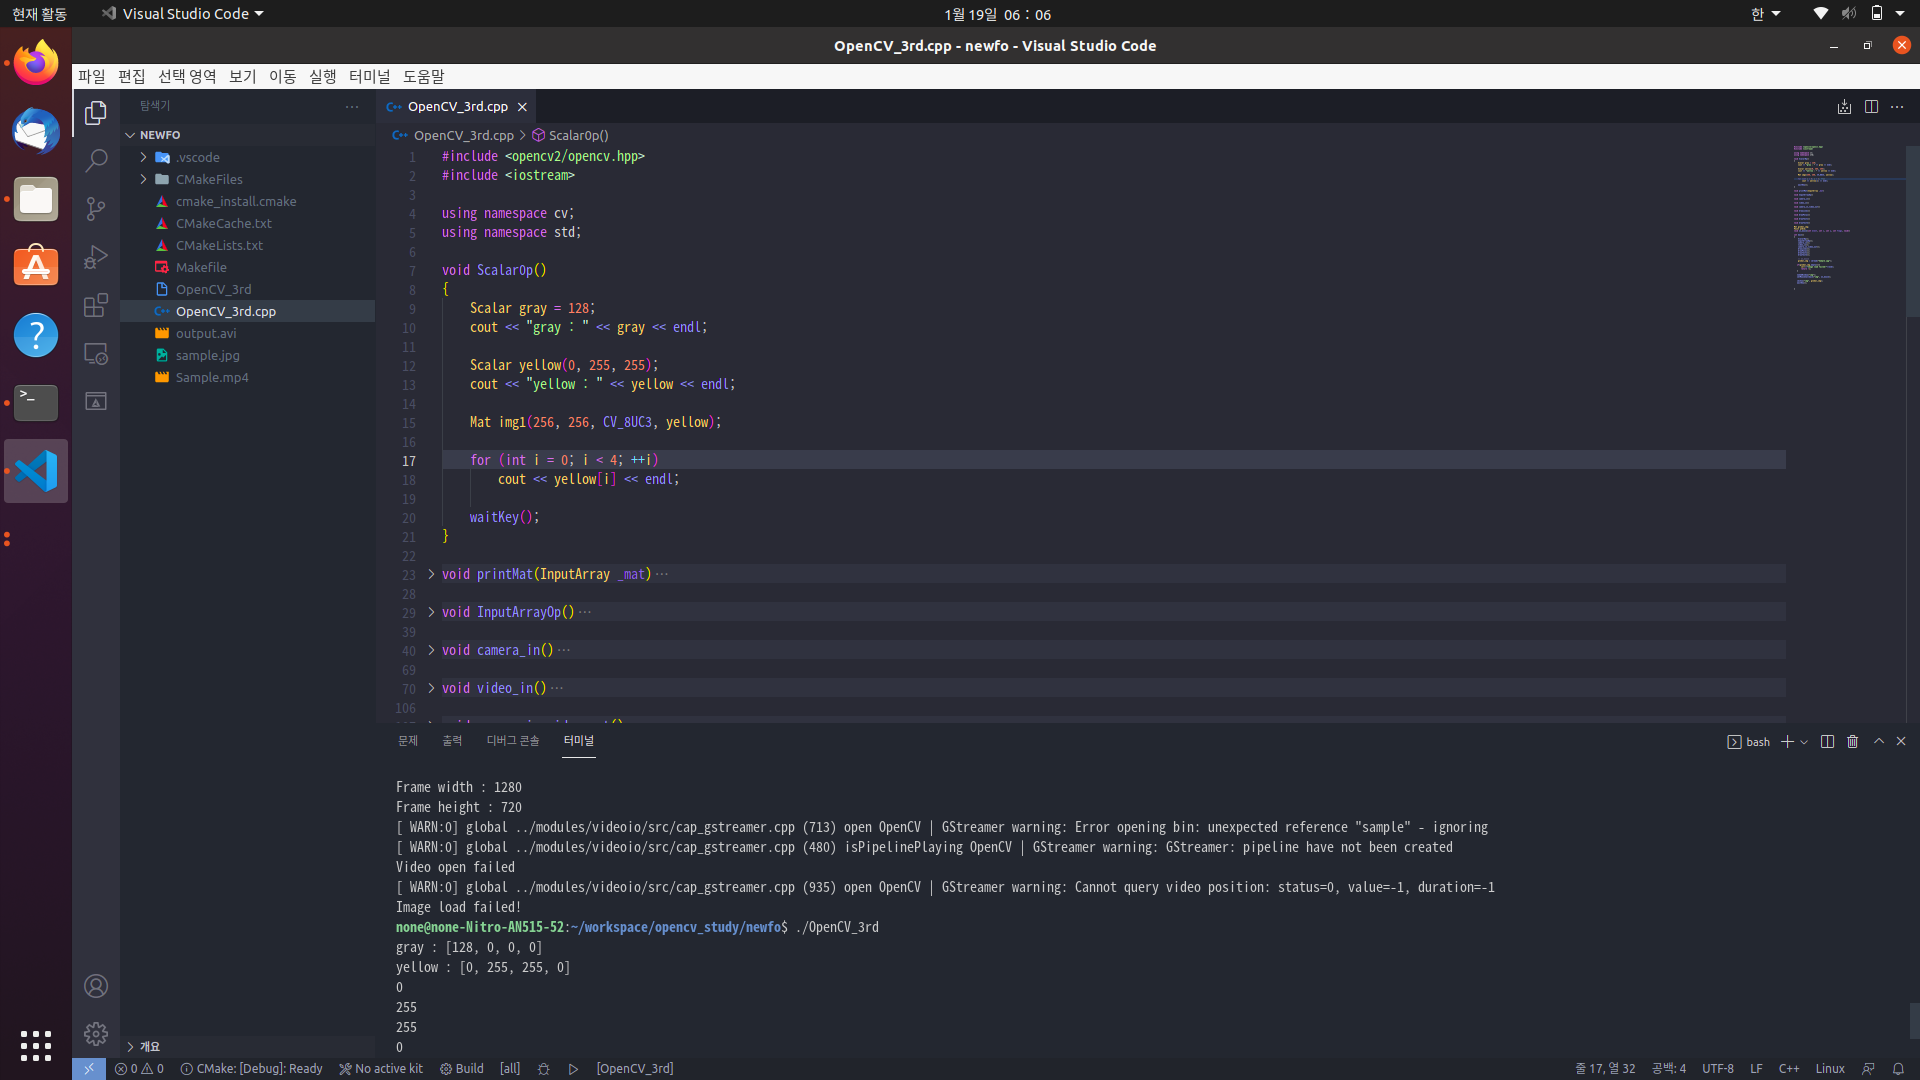 현재 활동
Visual Studio Code
1월 19일 06 : 06
한
OpenCV_3rd.cpp - newfo - Visual Studio Code
파일 편집 선택 영역 보기 이동 실행 터미널 도움말
탐색기
NEWFO
.vscode
CMakeFiles
cmake_install.cmake
CMakeCache.txt
CMakeLists.txt
Makefile
OpenCV_3rd
OpenCV_3rd.cpp
output.avi
sample.jpg
Sample.mp4
개요
OpenCV_3rd.cpp
OpenCV_3rd.cpp > ScalarOp()
1 #include <opencv2/opencv.hpp>
2 #include <iostream>
3
4 using namespace cv;
5 using namespace std;
6
7 void ScalarOp()
8 {
9 Scalar gray = 128;
10 cout << "gray : " << gray << endl;
11
12 Scalar yellow(0, 255, 255);
13 cout << "yellow : " << yellow << endl;
14
15 Mat img1(256, 256, CV_8UC3, yellow);
16
17 for (int i = 0; i < 4; ++i)
18 cout << yellow[i] << endl;
19
20 waitKey();
21 }
22
23 void printMat(InputArray _mat)···
28
29 void InputArrayOp()···
39
40 void camera_in()···
69
70 void video_in()···
106
문제 출력 디버그 콘솔 터미널
bash
Frame width : 1280
Frame height : 720
[ WARN:0] global ../modules/videoio/src/cap_gstreamer.cpp (713) open OpenCV | GStreamer warning: Error opening bin: unexpected reference "sample" - ignoring
[ WARN:0] global ../modules/videoio/src/cap_gstreamer.cpp (480) isPipelinePlaying OpenCV | GStreamer warning: GStreamer: pipeline have not been created
Video open failed
[ WARN:0] global ../modules/videoio/src/cap_gstreamer.cpp (935) open OpenCV | GStreamer warning: Cannot query video position: status=0, value=-1, duration=-1
Image load failed!
none@none-Nitro-AN515-52:~/workspace/opencv_study/newfo$ ./OpenCV_3rd
gray : [128, 0, 0, 0]
yellow : [0, 255, 255, 0]
0
255
255
0
0 0 CMake: [Debug]: Ready No active kit Build [all] [OpenCV_3rd]
줄 17, 열 32 공백: 4 UTF-8 LF C++ Linux